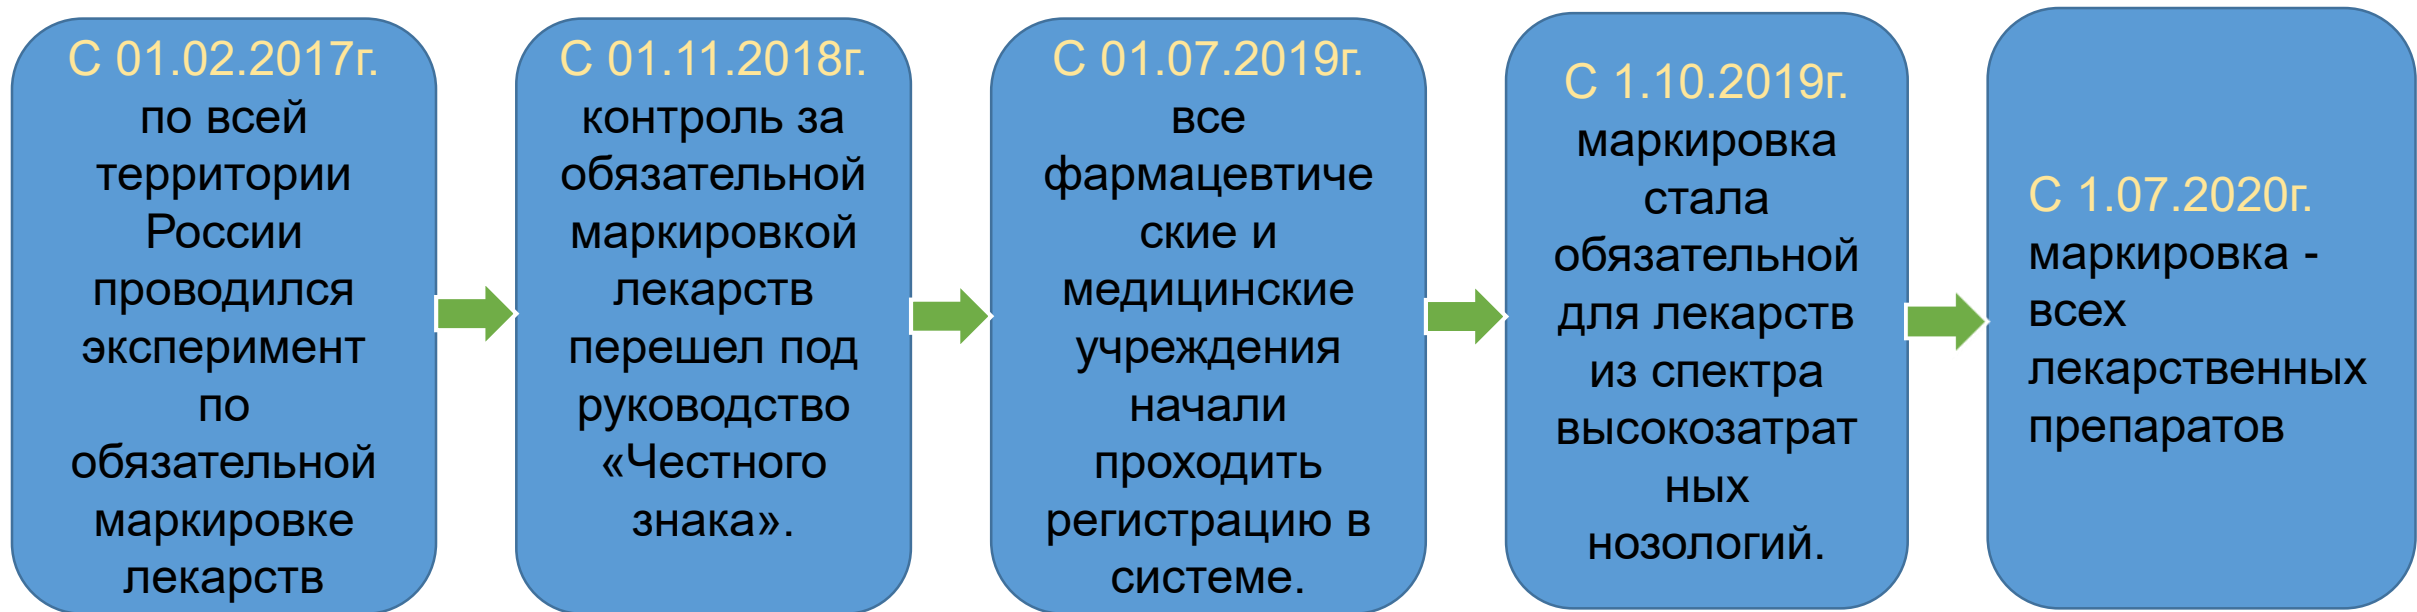 С 01.02.2017г.
по всей
территории
России
проводился
эксперимент
по
обязательной
маркировке
лекарств
С 01.11.2018г.
контроль за
обязательной
маркировкой
лекарств
перешел под
руководство
«Честного
знака».
С 01.07.2019г.
все
фармацевтиче
ские и
медицинские
учреждения
начали
проходить
регистрацию в
системе.
С 1.10.2019г.
маркировка
стала
обязательной
для лекарств
из спектра
высокозатрат
ных
нозологий.
С 1.07.2020г.
маркировка -
всех
лекарственных
препаратов